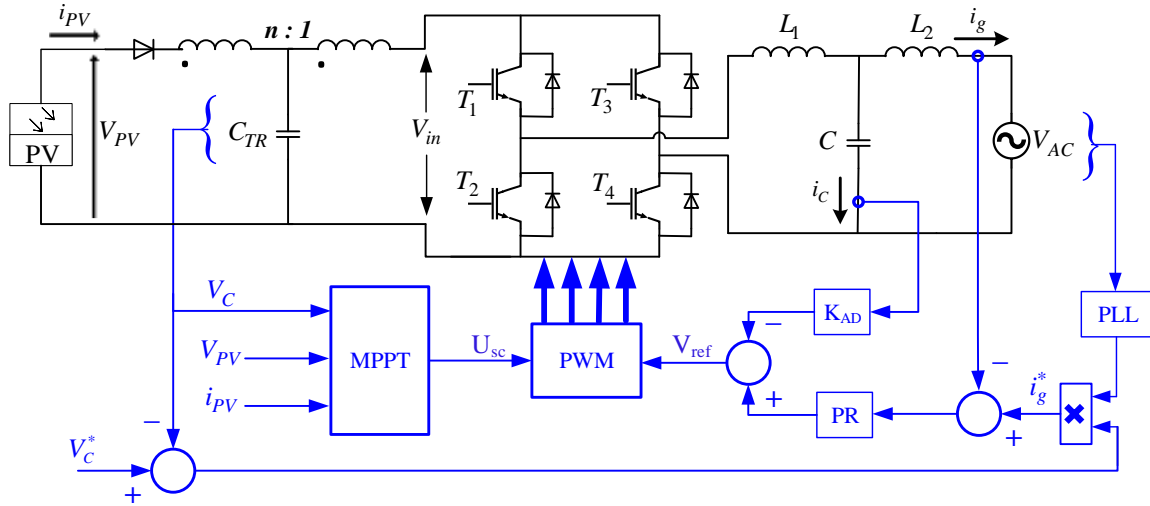 i_PV
n : 1
L_1
L_2
i_g
V_PV
PV
C_TR
V_in
T_1
T_3
T_2
T_4
C
i_C
V_AC
V_C
V_PV
i_PV
MPPT
U_sc
PWM
V_ref
−
K_AD
+
PR
−
+
i_g^*
×
PLL
−
V_C^*
+